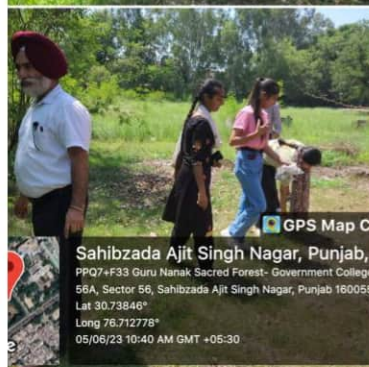 GPS Map C
Sahibzada Ajit Singh Nagar, Punjab,
PPQ7+F33 Guru Nanak Sacred Forest- Government College
56A, Sector 56, Sahibzada Ajit Singh Nagar, Punjab 160055
Lat 30.73846°
Long 76.712778°
05/06/23 10:40 AM GMT +05:30
e